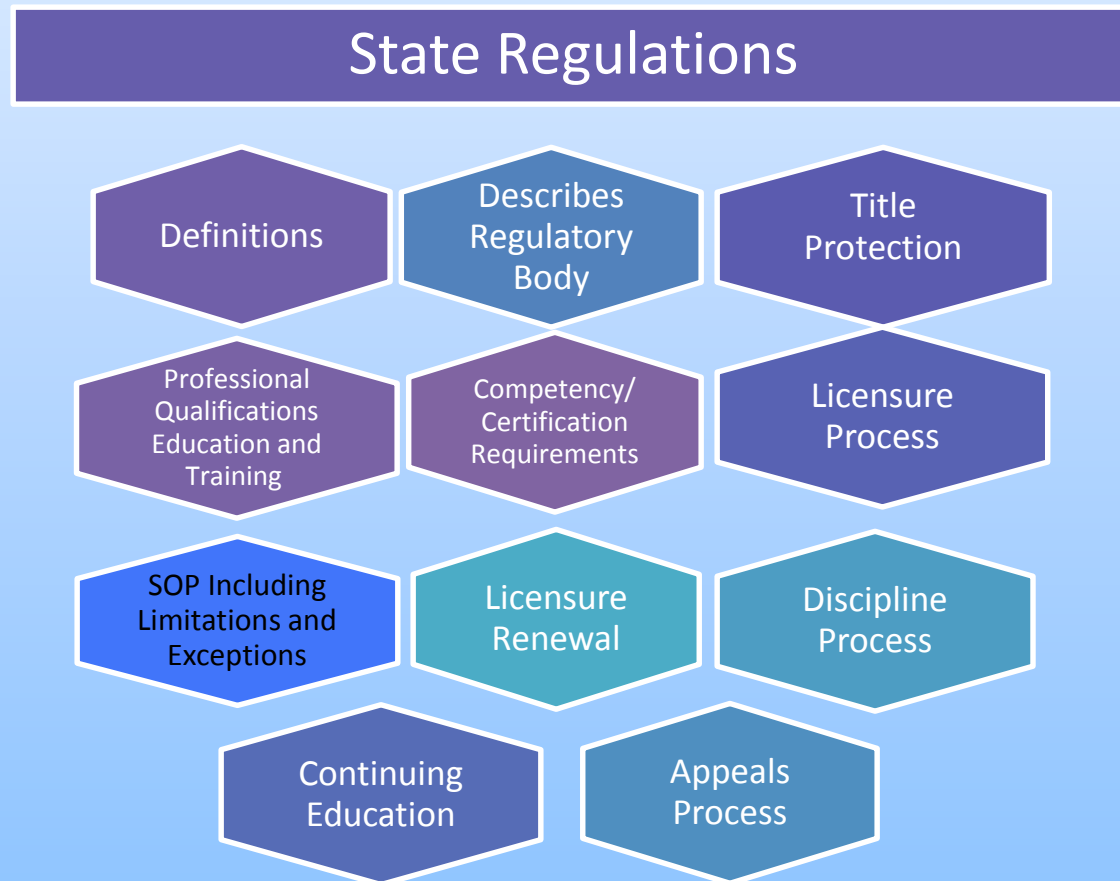 State Regulations
Definitions
Describes
Regulatory
Body
Title
Protection
Professional
Qualifications
Education and
Training
Competency/
Certification
Requirements
Licensure
Process
SOP Including
Limitations and
Exceptions
Licensure
Renewal
Discipline
Process
Continuing
Education
Appeals
Process